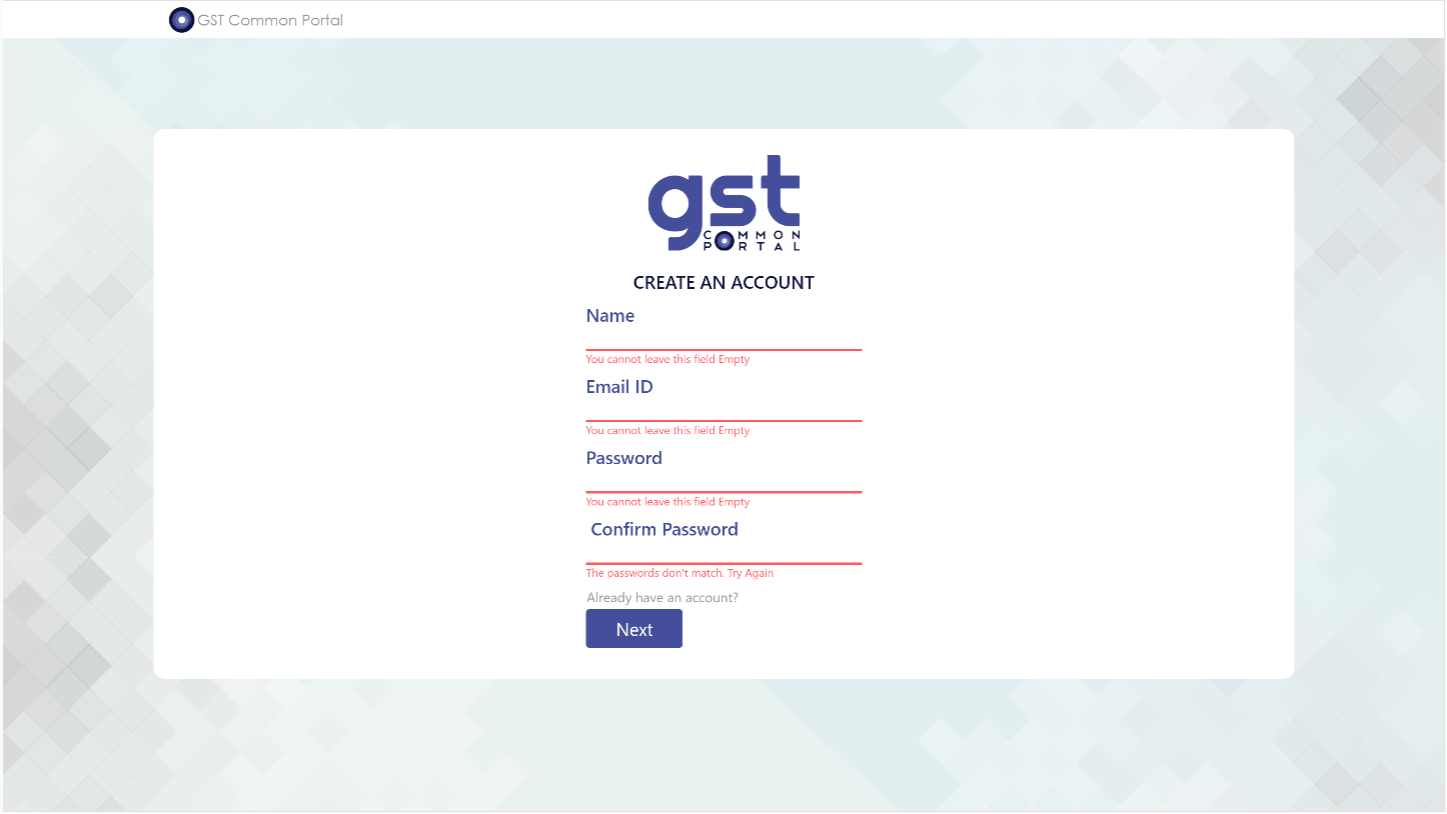 GST Common Portal
gst
COMMON
PORTAL
CREATE AN ACCOUNT
Name
You cannot leave this field Empty
Email ID
You cannot leave this field Empty
Password
You cannot leave this field Empty
Confirm Password
The passwords don't match. Try Again
Already have an account?
Next